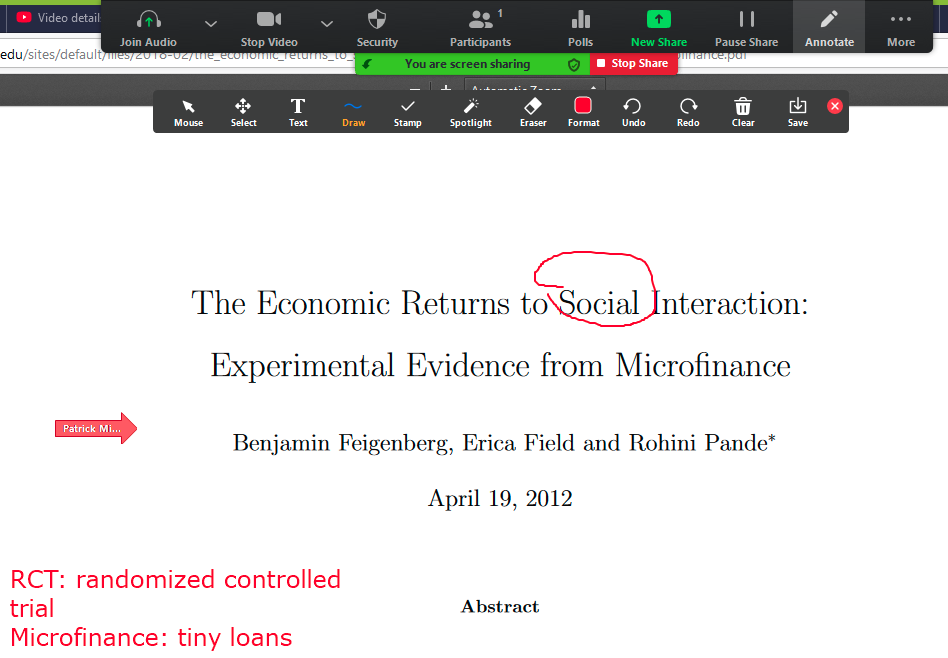 Video detail
Join Audio
Stop Video
Security
Participants
1
Polls
New Share
Pause Share
Annotate
More
edu/sites/default/files/2018-02/the_economic_returns_to_
finance.pdf
You are screen sharing
Stop Share
Automatic Zoom
Mouse
Select
Text
Draw
Stamp
Spotlight
Eraser
Format
Undo
Redo
Clear
Save
The Economic Returns to Social Interaction:
Experimental Evidence from Microfinance
Patrick Mi...
Benjamin Feigenberg, Erica Field and Rohini Pande*
April 19, 2012
RCT: randomized controlled
trial
Microfinance: tiny loans
Abstract